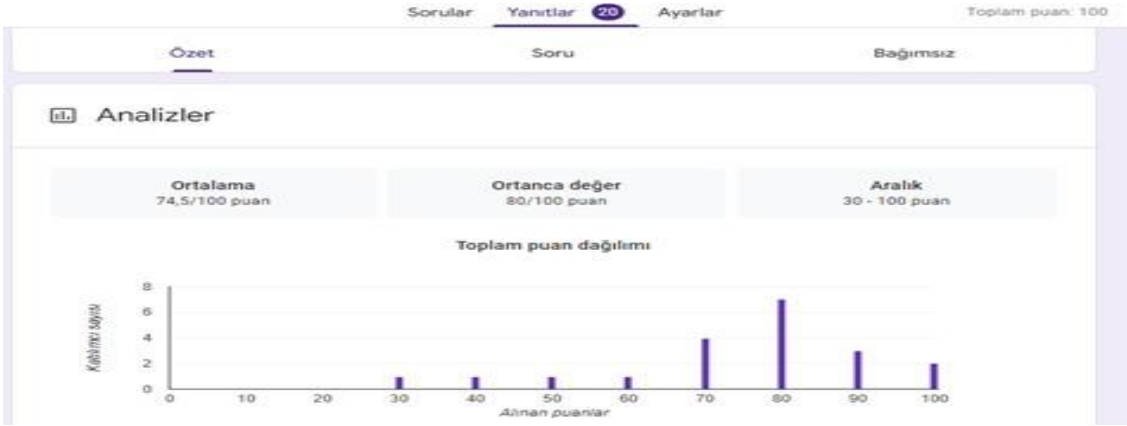 Sorular Yanıtlar 20 Ayarlar Toplam puan: 100
Özet Soru Bağımsız
Analizler
Ortalama Ortanca değer Aralık
74,5/100 puan 80/100 puan 30 - 100 puan
Toplam puan dağılımı
Katılımcı sayısı
8
6
4
2
0
0 10 20 30 40 50 60 70 80 90 100
Alınan puanlar